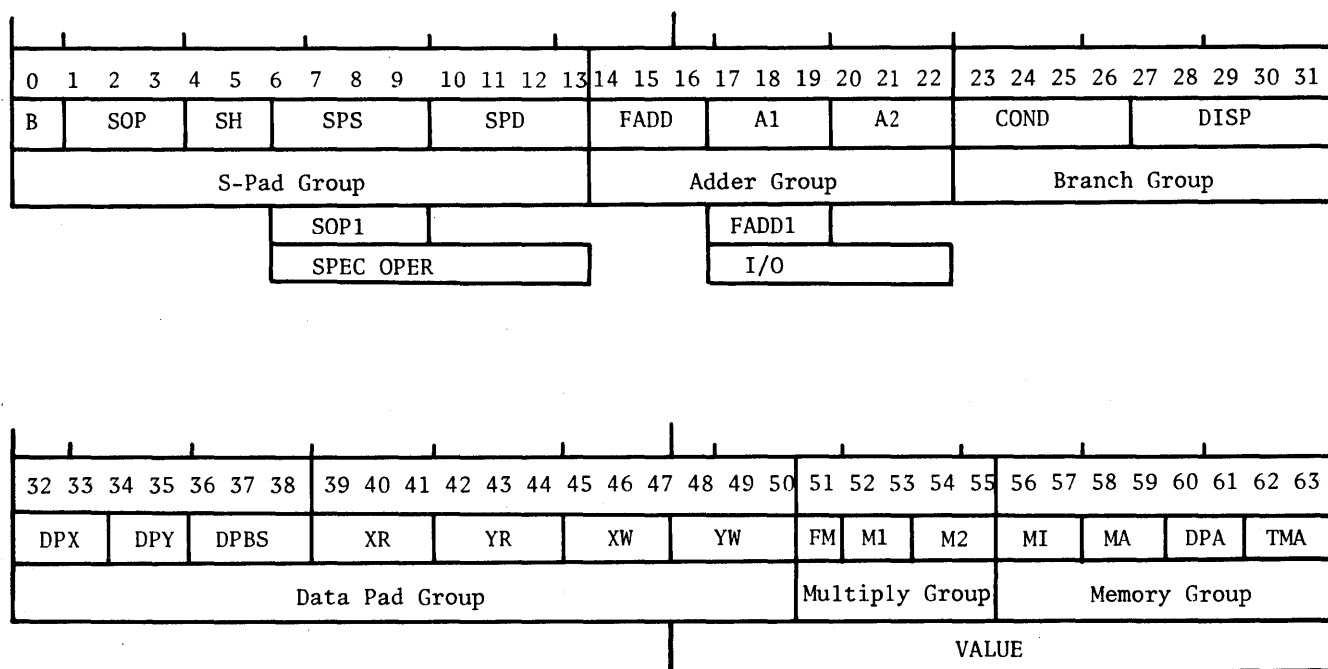 0 1 2 3 4 5 6 7 8 9 10 11 12 13 14 15 16 17 18 19 20 21 22 23 24 25 26 27 28 29 30 31
B SOP SH SPS SPD FADD A1 A2 COND DISP
S-Pad Group Adder Group Branch Group
SOP1 FADD1
SPEC OPER I/O
32 33 34 35 36 37 38 39 40 41 42 43 44 45 46 47 48 49 50 51 52 53 54 55 56 57 58 59 60 61 62 63
DPX DPY DPBS XR YR XW YW FM M1 M2 MI MA DPA TMA
Data Pad Group Multiply Group Memory Group
VALUE